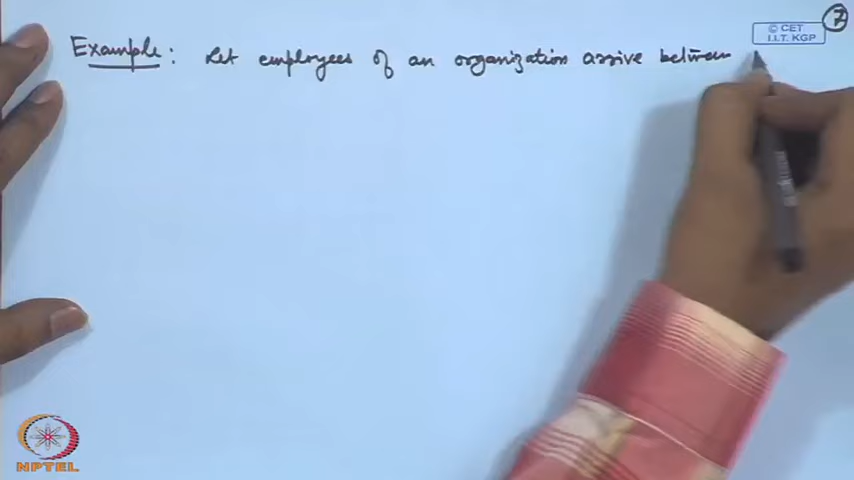 © CET
I.I.T. KGP
7
Example: Let employees of an organization arrive between
NPTEL